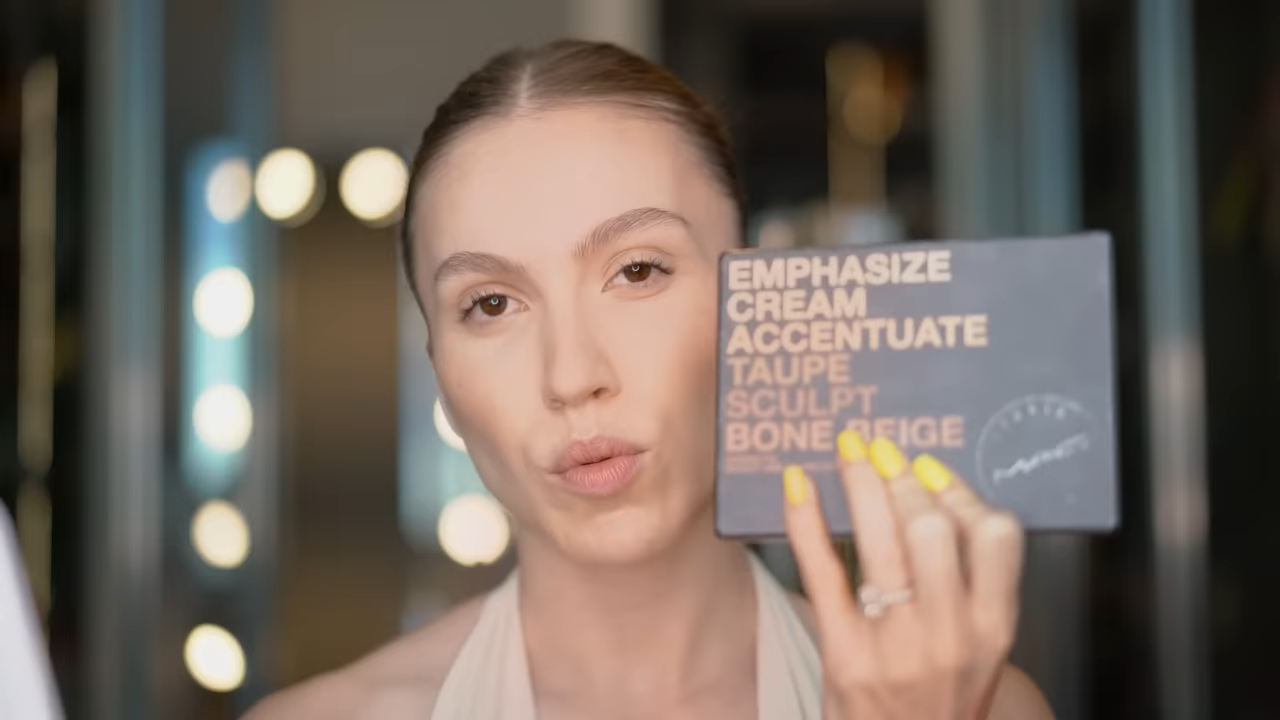 EMPHASIZE
CREAM
ACCENTUATE
TAUPE
SCULPT
BONE BEIGE